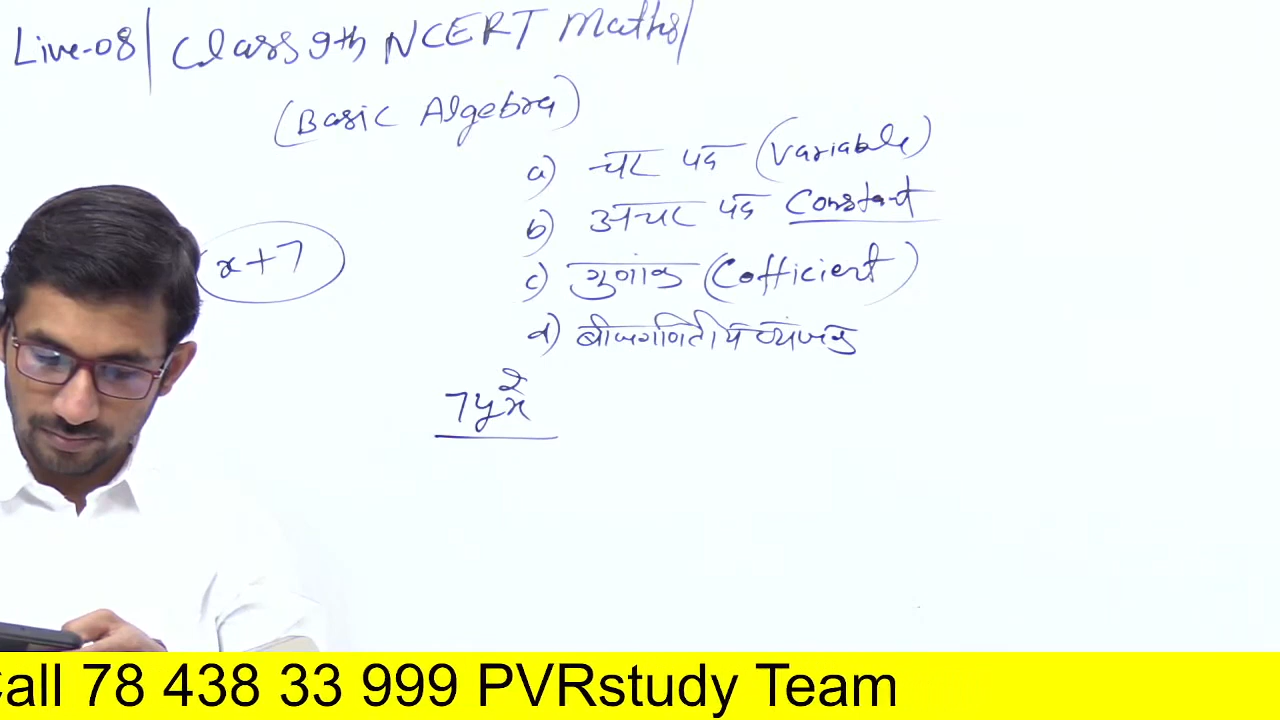 Live-08| Class 9th NCERT Maths|
(Basic Algebra)
a) चर पद (Variable)
b) अचर पद Constant
x+7
c) गुणांक (Cofficient)
d) बीजगणितीय व्यंजक
7y²x
Call 78 438 33 999 PVRstudy Team